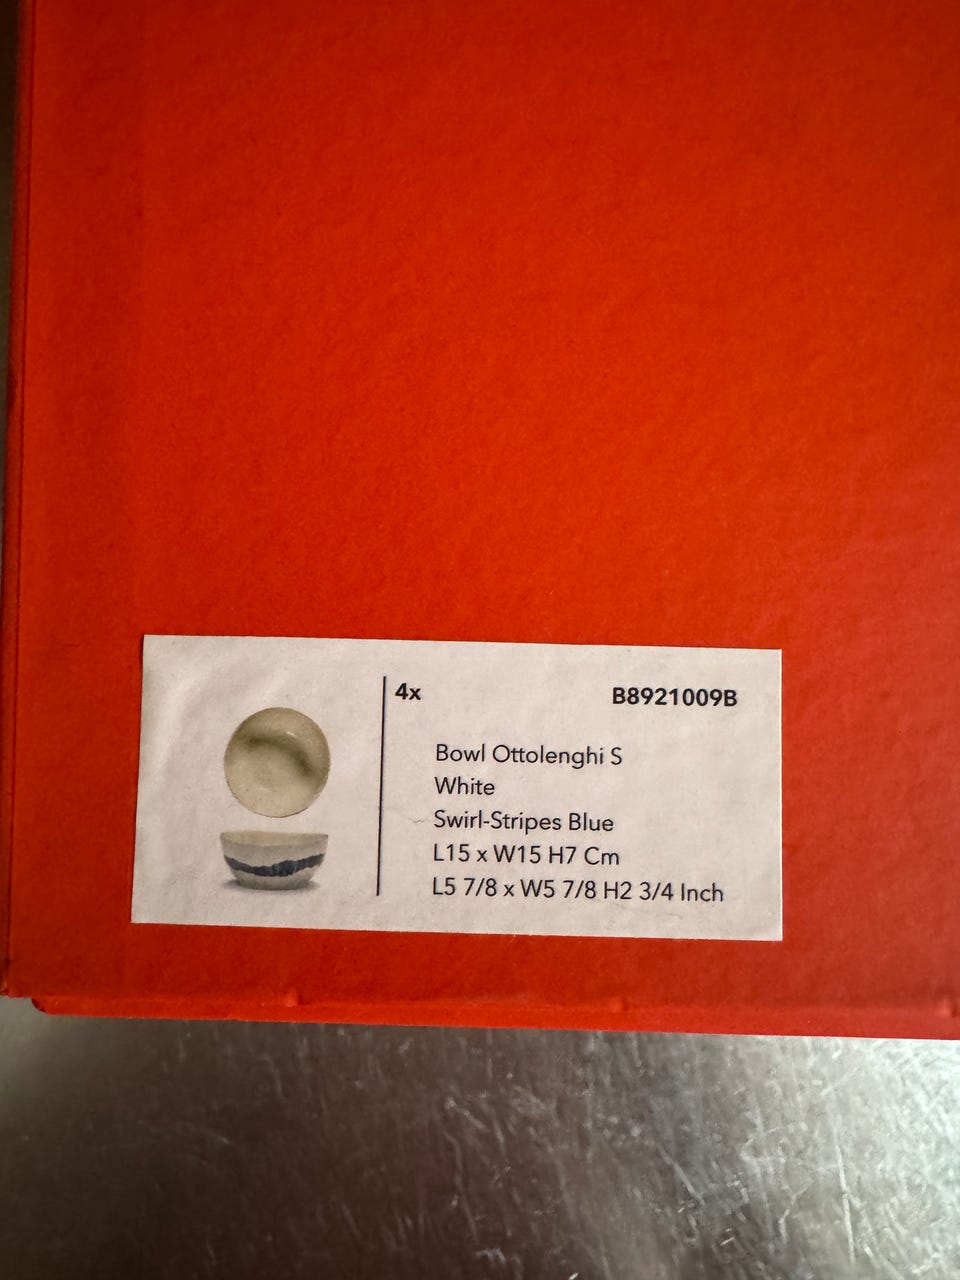 4x B8921009B
Bowl Ottolenghi S
White
Swirl-Stripes Blue
L15 x W15 H7 Cm
L5 7/8 x W5 7/8 H2 3/4 Inch